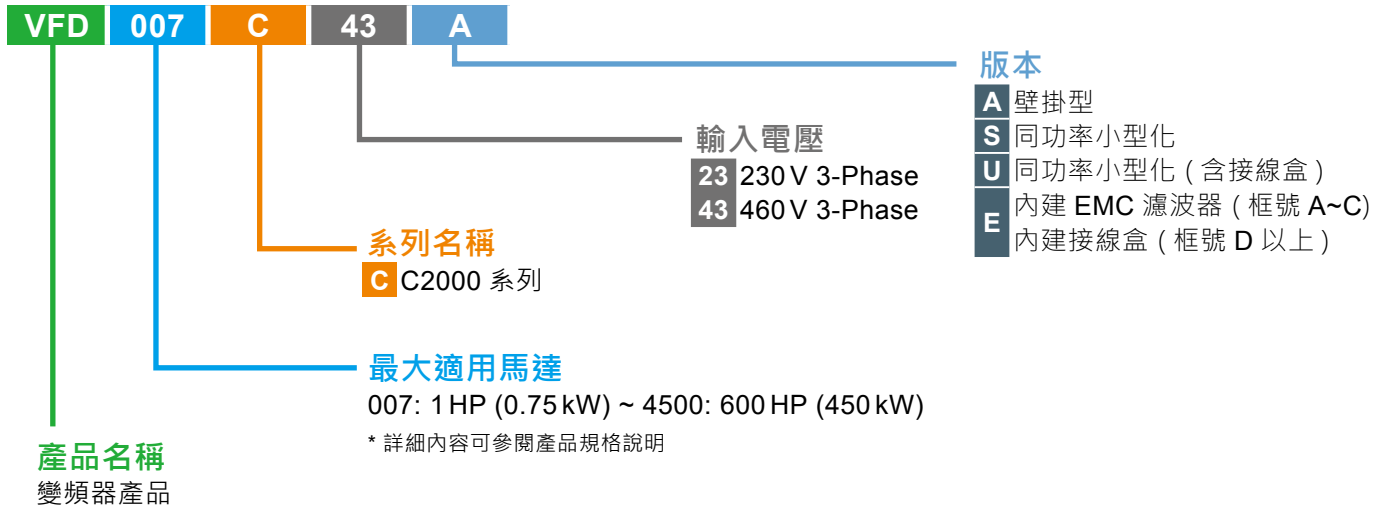 VFD 007 C 43 A
版本
A 壁掛型
S 同功率小型化
U 同功率小型化 ( 含接線盒 )
E 內建 EMC 濾波器 ( 框號 A~C)
內建接線盒 ( 框號 D 以上 )
輸入電壓
23 230 V 3-Phase
43 460 V 3-Phase
系列名稱
C C2000 系列
最大適用馬達
007: 1 HP (0.75 kW) ~ 4500: 600 HP (450 kW)
* 詳細內容可參閱產品規格說明
產品名稱
變頻器產品